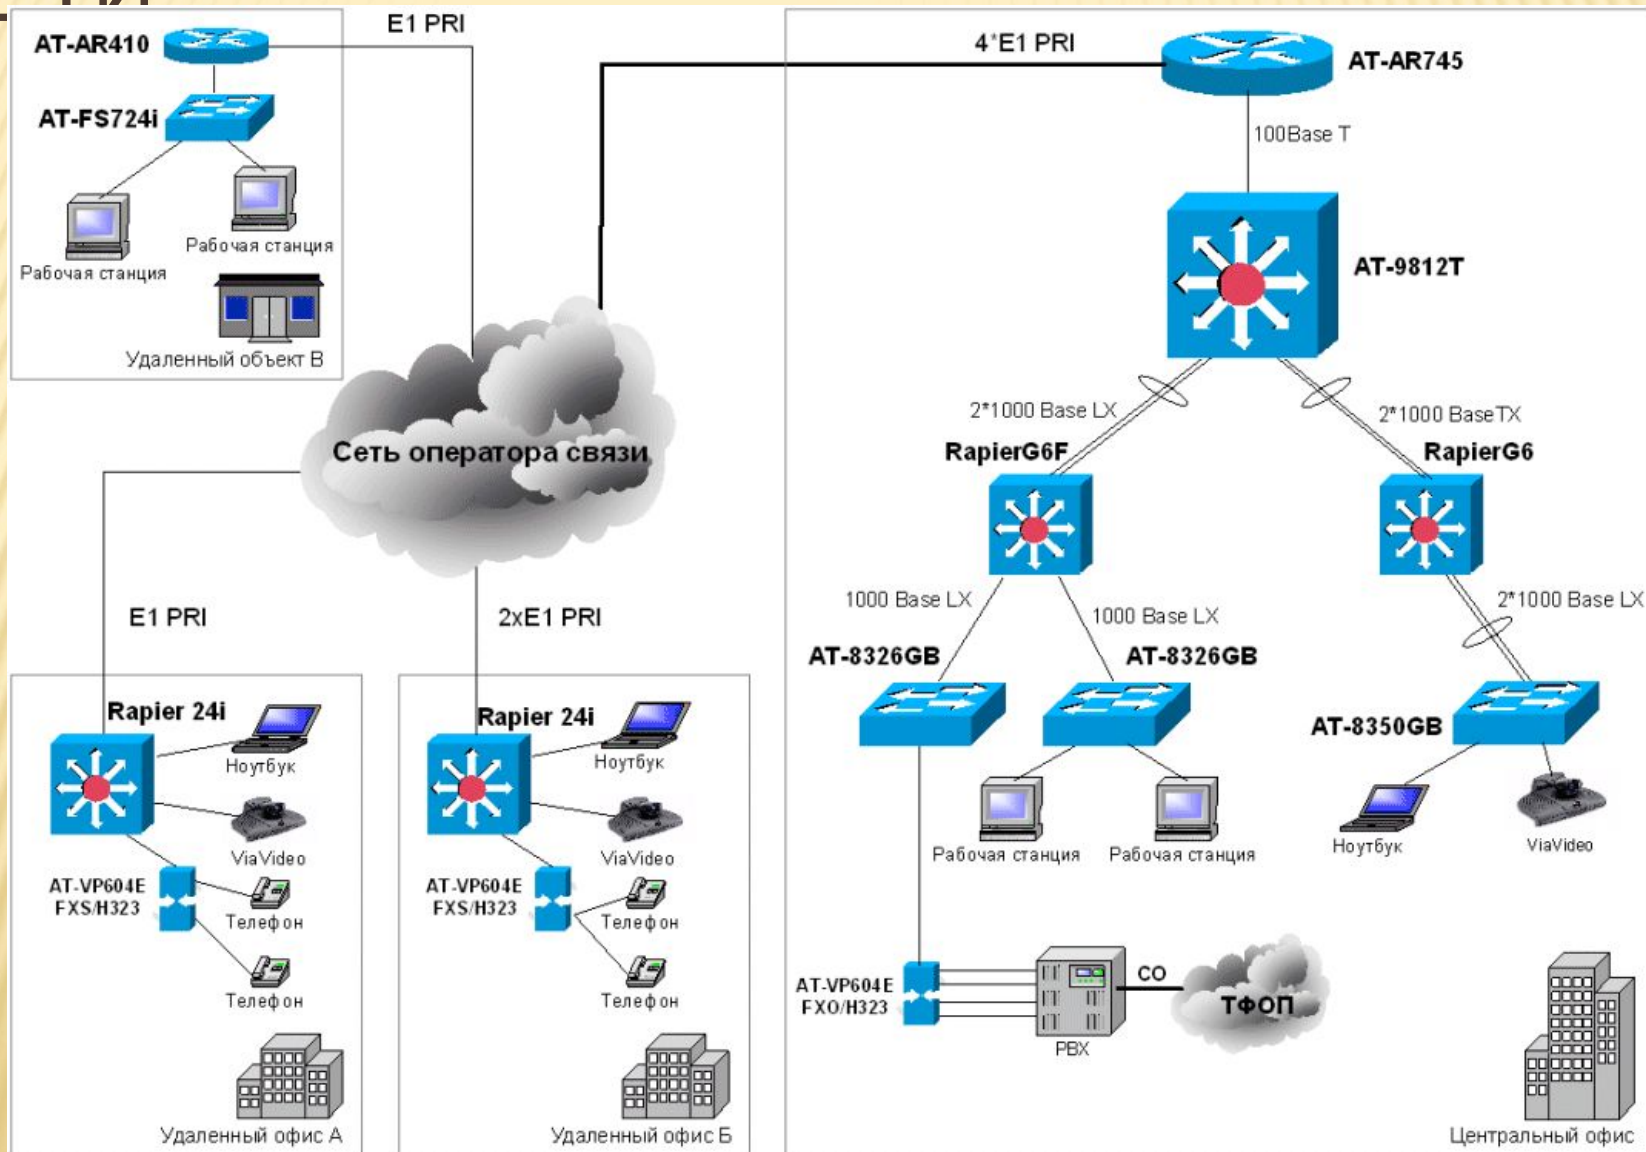 AT-AR410
E1 PRI
AT-FS724i
Рабочая станция
Рабочая станция
Удаленный объект В
4*E1 PRI
AT-AR745
100Base T
AT-9812T
2*1000 Base LX
2*1000 BaseTX
RapierG6F
RapierG6
Сеть оператора связи
1000 Base LX
1000 Base LX
2*1000 Base LX
AT-8326GB
AT-8326GB
AT-8350GB
Рабочая станция
Рабочая станция
Ноутбук
ViaVideo
AT-VP604E
FXO/H323
PBX
CO
ТФОП
Центральный офис
E1 PRI
Rapier 24i
Ноутбук
ViaVideo
AT-VP604E
FXS/H323
Телефон
Телефон
Удаленный офис А
2xE1 PRI
Rapier 24i
Ноутбук
ViaVideo
AT-VP604E
FXS/H323
Телефон
Телефон
Удаленный офис Б